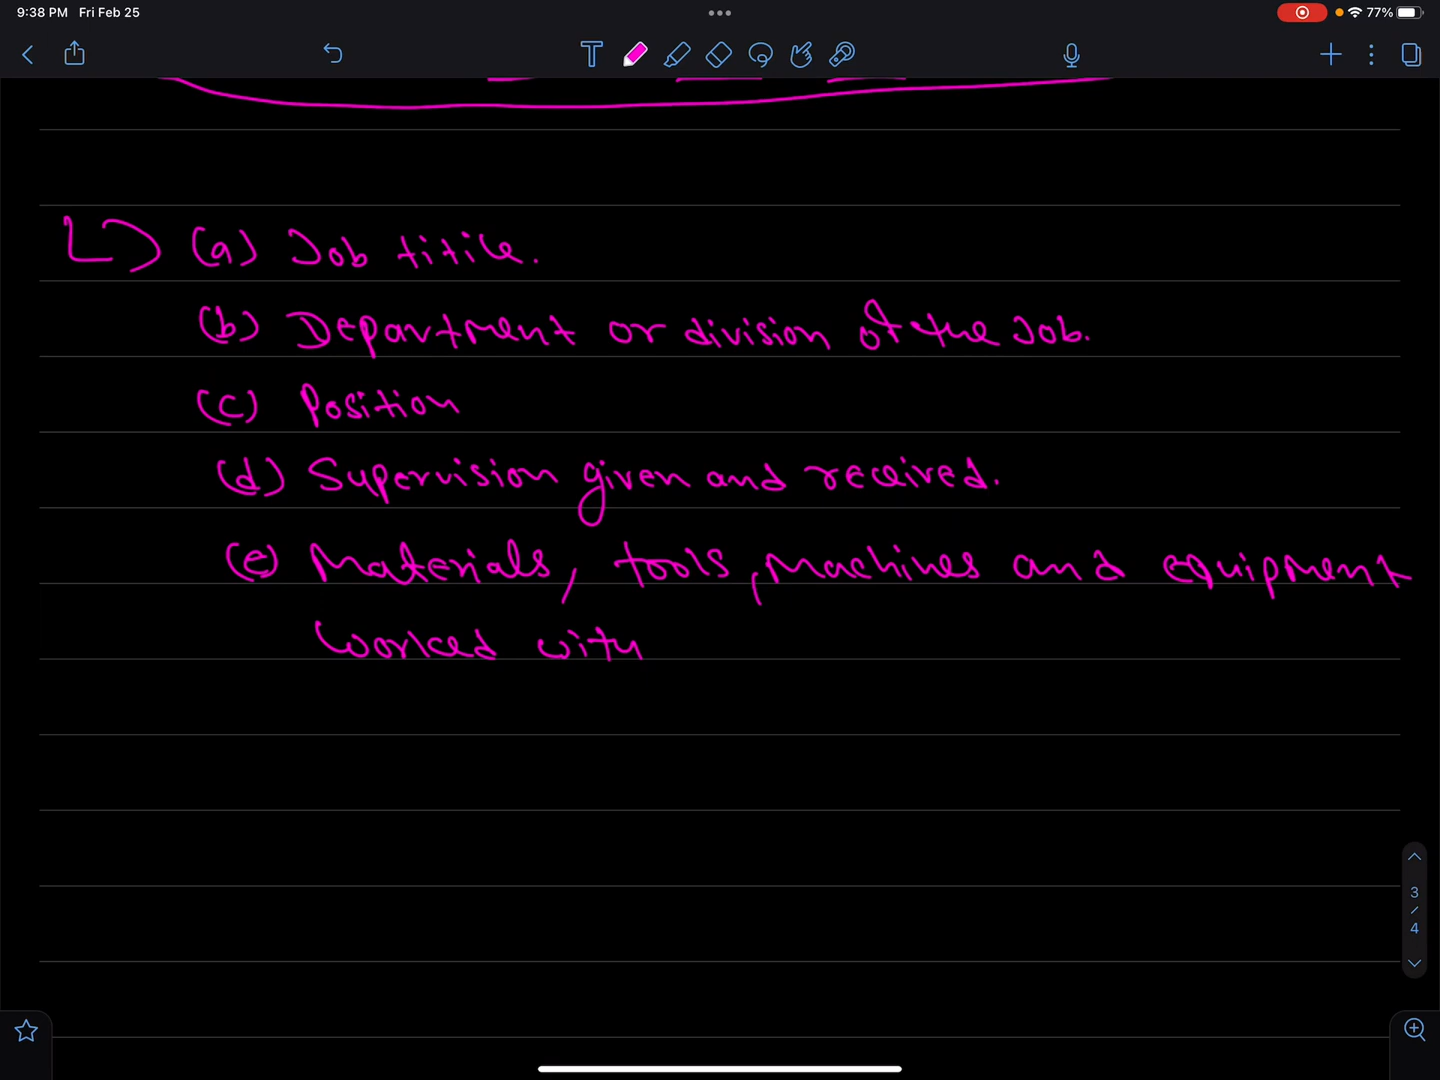 9:38 PM Fri Feb 25
77%
T
(a) Job titile.
(b) Department or division of the Job.
(c) Position
(d) Supervision given and received.
(e) Materials, tools, machines and equipment
worked with
3
/
4